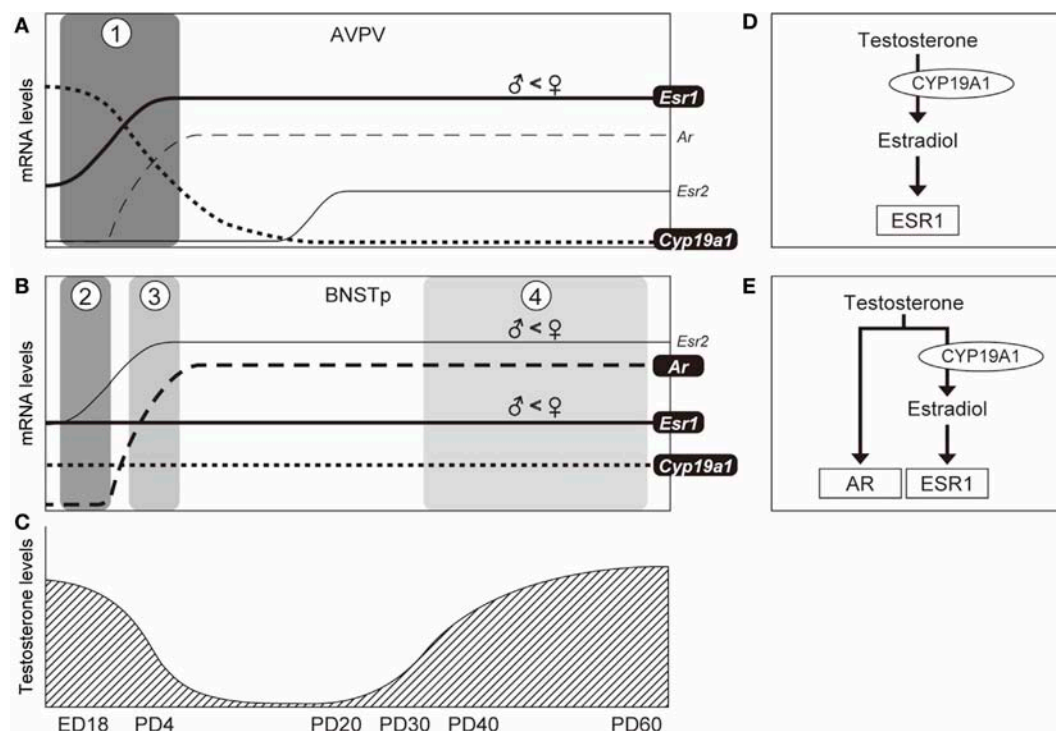 A
1
AVPV
mRNA levels
♂ < ♀
Esr1
Ar
Esr2
Cyp19a1
B
2
3
BNSTp
4
mRNA levels
♂ < ♀
Esr2
Ar
♂ < ♀
Esr1
Cyp19a1
C
Testosterone levels
ED18 PD4 PD20 PD30 PD40 PD60
D
Testosterone
CYP19A1
Estradiol
ESR1
E
Testosterone
CYP19A1
Estradiol
AR ESR1